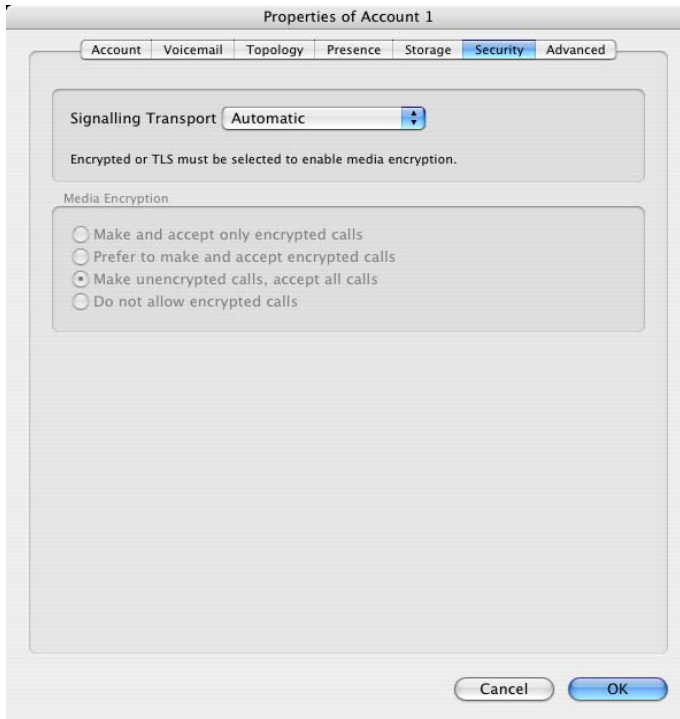 Properties of Account 1
Account Voicemail Topology Presence Storage Security Advanced
Signalling Transport Automatic
Encrypted or TLS must be selected to enable media encryption.
Media Encryption
Make and accept only encrypted calls
Prefer to make and accept encrypted calls
Make unencrypted calls, accept all calls
Do not allow encrypted calls
Cancel OK